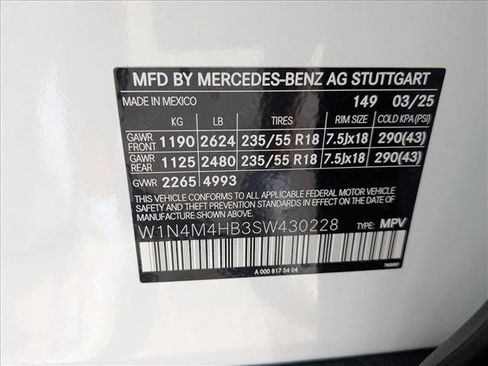 MFD BY MERCEDES-BENZ AG STUTTGART
MADE IN MEXICO 149 03/25
KG LB TIRES RIM SIZE COLD KPA(PSI)
GAWR FRONT 1190 2624 235/55 R18 7.5Jx18 290(43)
GAWR REAR 1125 2480 235/55 R18 7.5Jx18 290(43)
GVWR 2265 4993
THIS VEHICLE CONFORMS TO ALL APPLICABLE FEDERAL MOTOR VEHICLE
SAFETY AND THEFT PREVENTION STANDARDS IN EFFECT ON THE DATE OF
MANUFACTURE SHOWN ABOVE.
W1N4M4HB3SW430228 TYPE: MPV
A 000 817 54 04